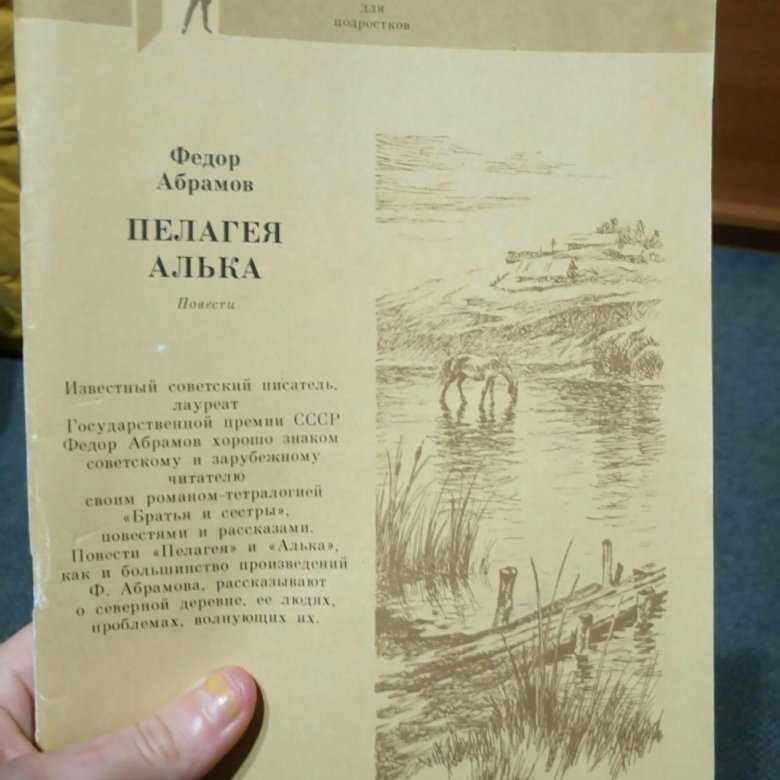 для
подростков
Федор
Абрамов
ПЕЛАГЕЯ
АЛЬКА
Повести
Известный советский писатель,
лауреат
Государственной премии СССР
Федор Абрамов хорошо знаком
советскому и зарубежному
читателю
своим романом-тетралогией
«Братья и сестры»,
повестями и рассказами.
Повести «Пелагея» и «Алька»,
как и большинство произведений
Ф. Абрамова, рассказывают
о северной деревне, ее людях,
проблемах, волнующих их.